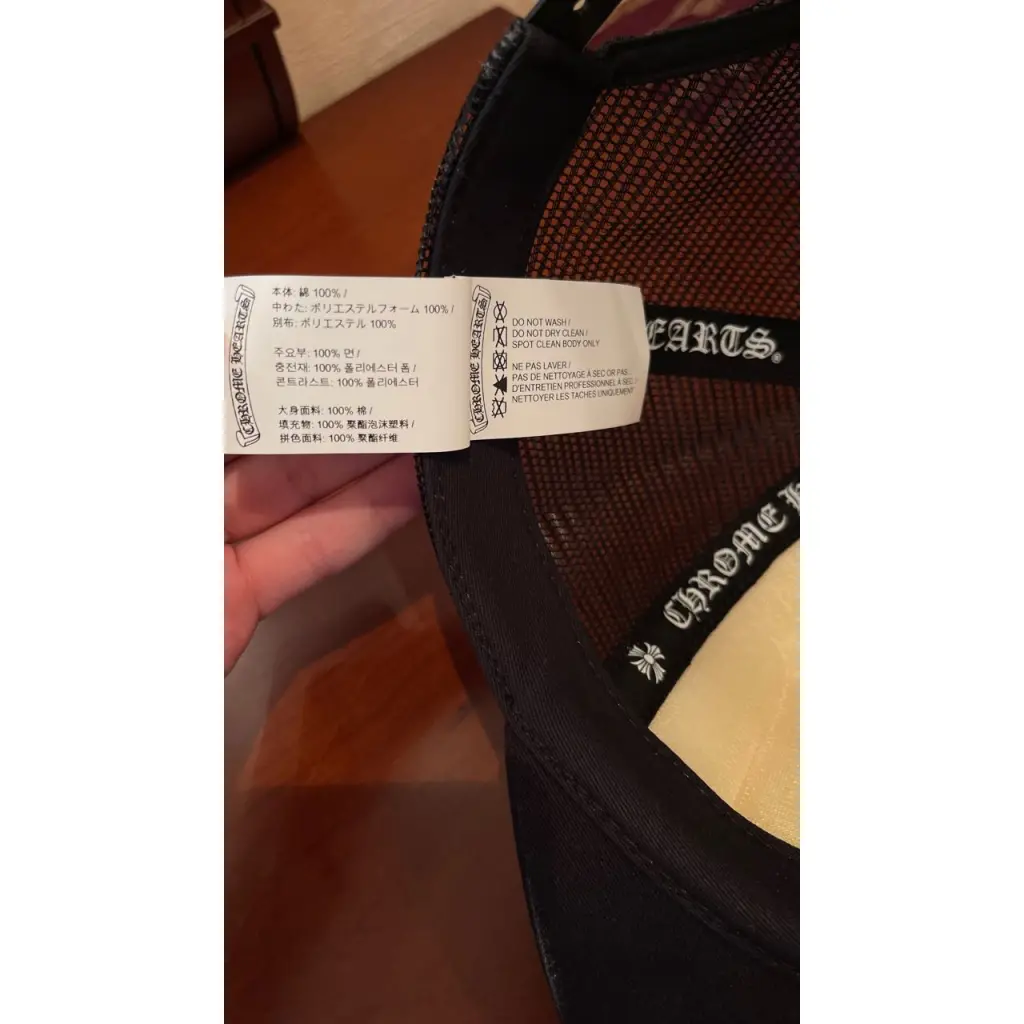 CHROME HEARTS
本体: 綿 100% /
中わた: ポリエステルフォーム 100% /
別布: ポリエステル 100%
주요부: 100% 면 /
충전재: 100% 폴리에스터 폼 /
콘트라스트: 100% 폴리에스터
大身面料: 100% 棉 /
填充物: 100% 聚酯泡沫塑料 /
拼色面料: 100% 聚酯纤维
CHROME HEARTS
DO NOT WASH /
DO NOT DRY CLEAN /
SPOT CLEAN BODY ONLY
NE PAS LAVER /
PAS DE NETTOYAGE À SEC OR PAS
D'ENTRETIEN PROFESSIONNEL À SEC /
NETTOYER LES TACHES UNIQUEMENT
HEARTS®
CHROME H